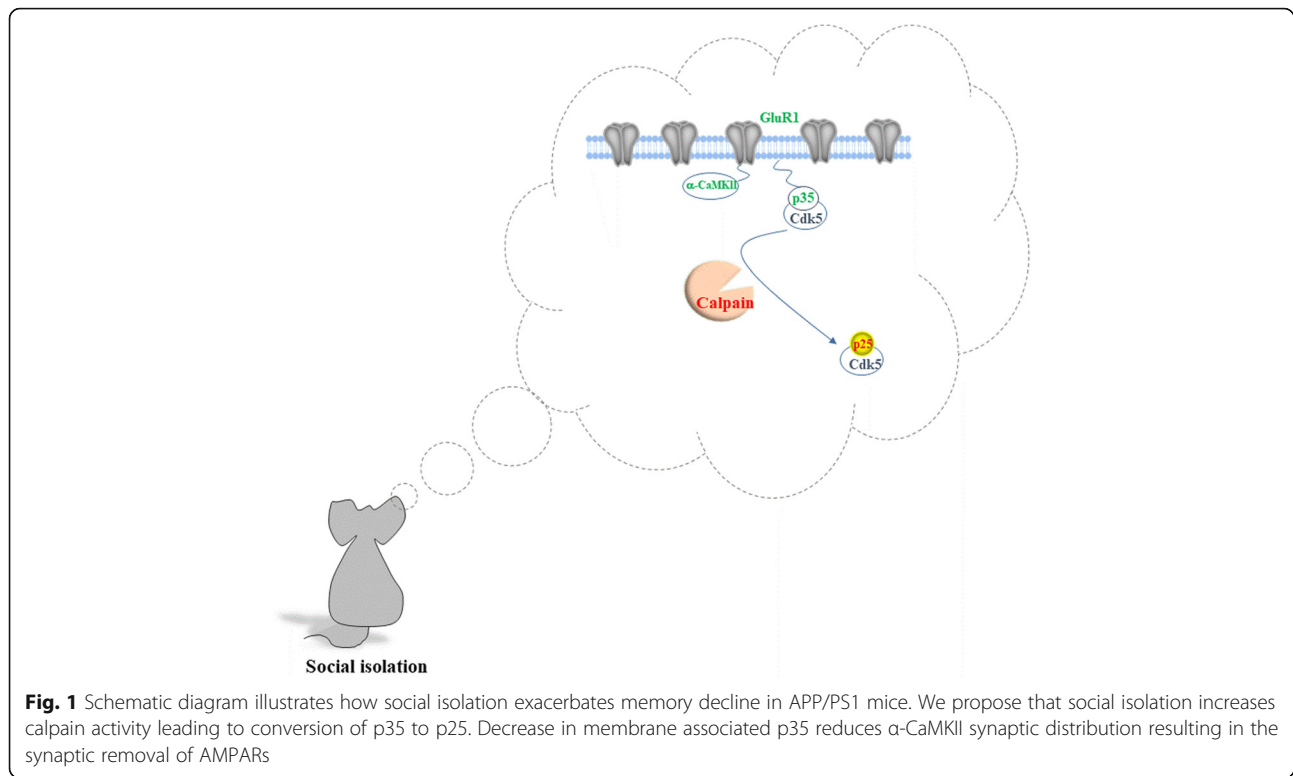 GluR1
α-CaMKII
p35
Cdk5
Calpain
p25
Cdk5
Social isolation
Fig. 1 Schematic diagram illustrates how social isolation exacerbates memory decline in APP/PS1 mice. We propose that social isolation increases
calpain activity leading to conversion of p35 to p25. Decrease in membrane associated p35 reduces α-CaMKII synaptic distribution resulting in the
synaptic removal of AMPARs